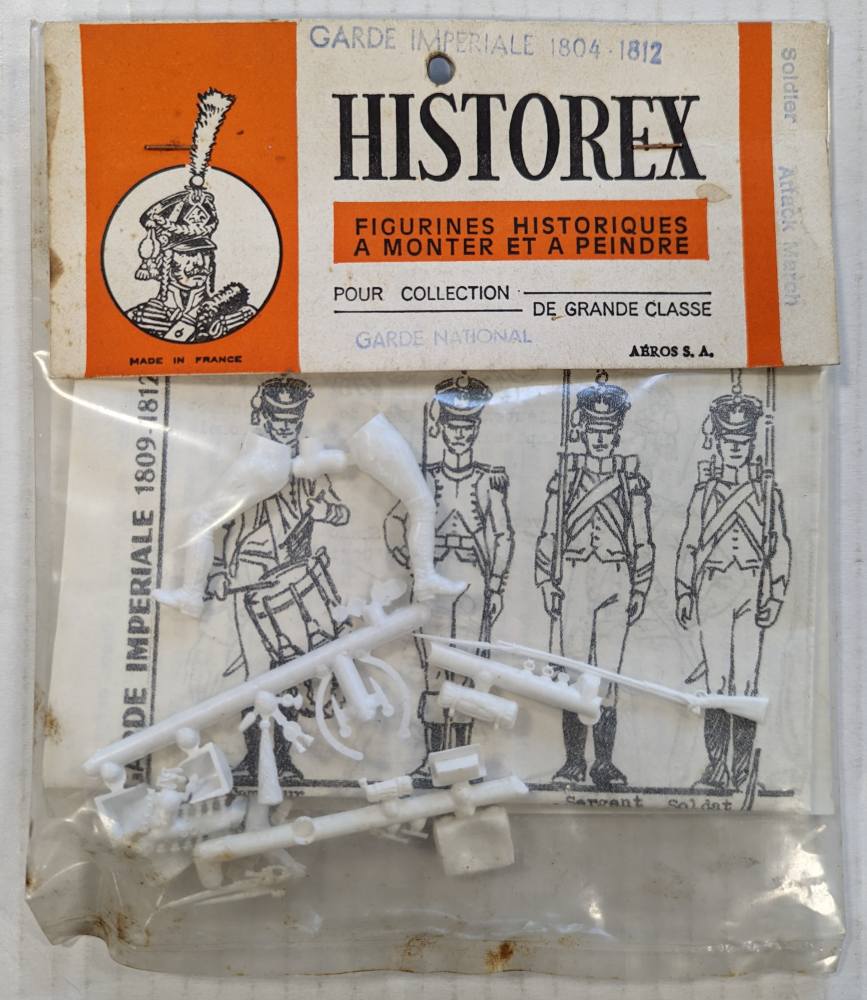 GARDE IMPERIALE 1804-1812
HISTOREX
FIGURINES HISTORIQUES
A MONTER ET A PEINDRE
POUR COLLECTION
DE GRANDE CLASSE
GARDE NATIONAL
AÉROS S. A.
MADE IN FRANCE
Soldier Attack March
GARDE IMPERIALE 1809-1812
Sergent Soldat